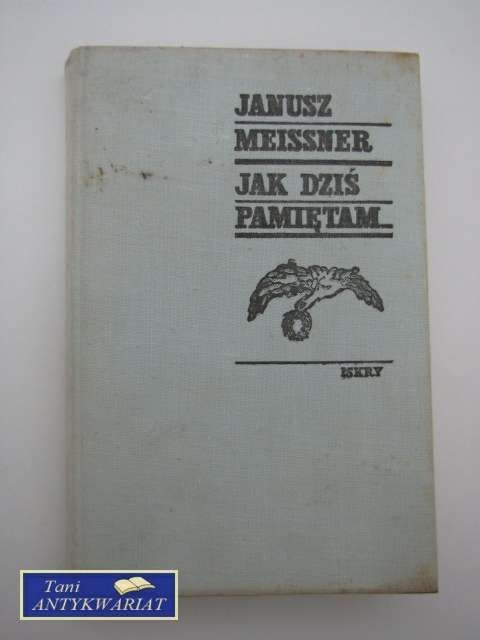 JANUSZ
MEISSNER
JAK DZIŚ
PAMIĘTAM...
ISKRY
Tani
ANTYKWARIAT